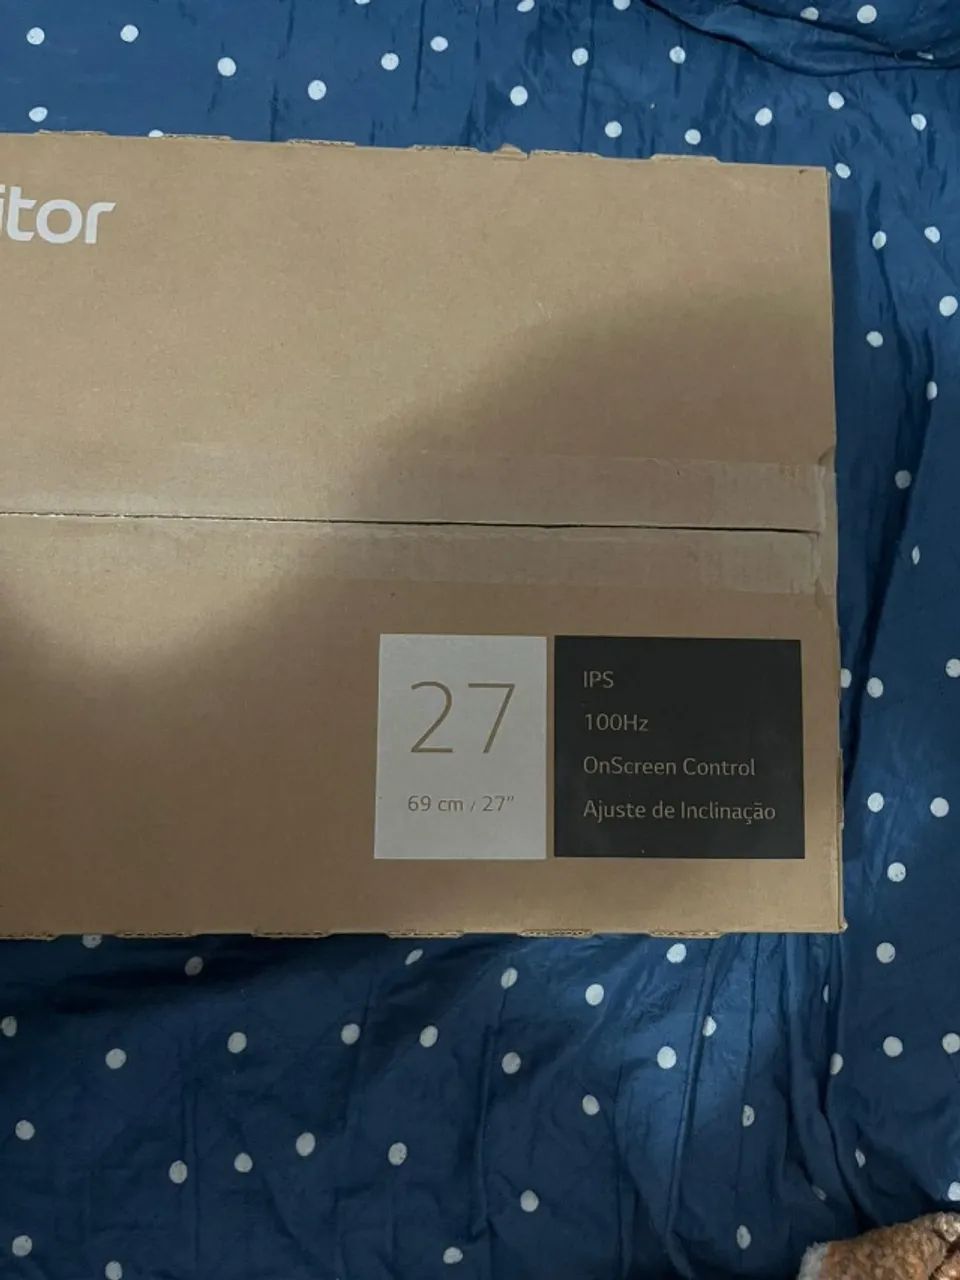 itor
27
69 cm / 27"
IPS
100Hz
OnScreen Control
Ajuste de Inclinação